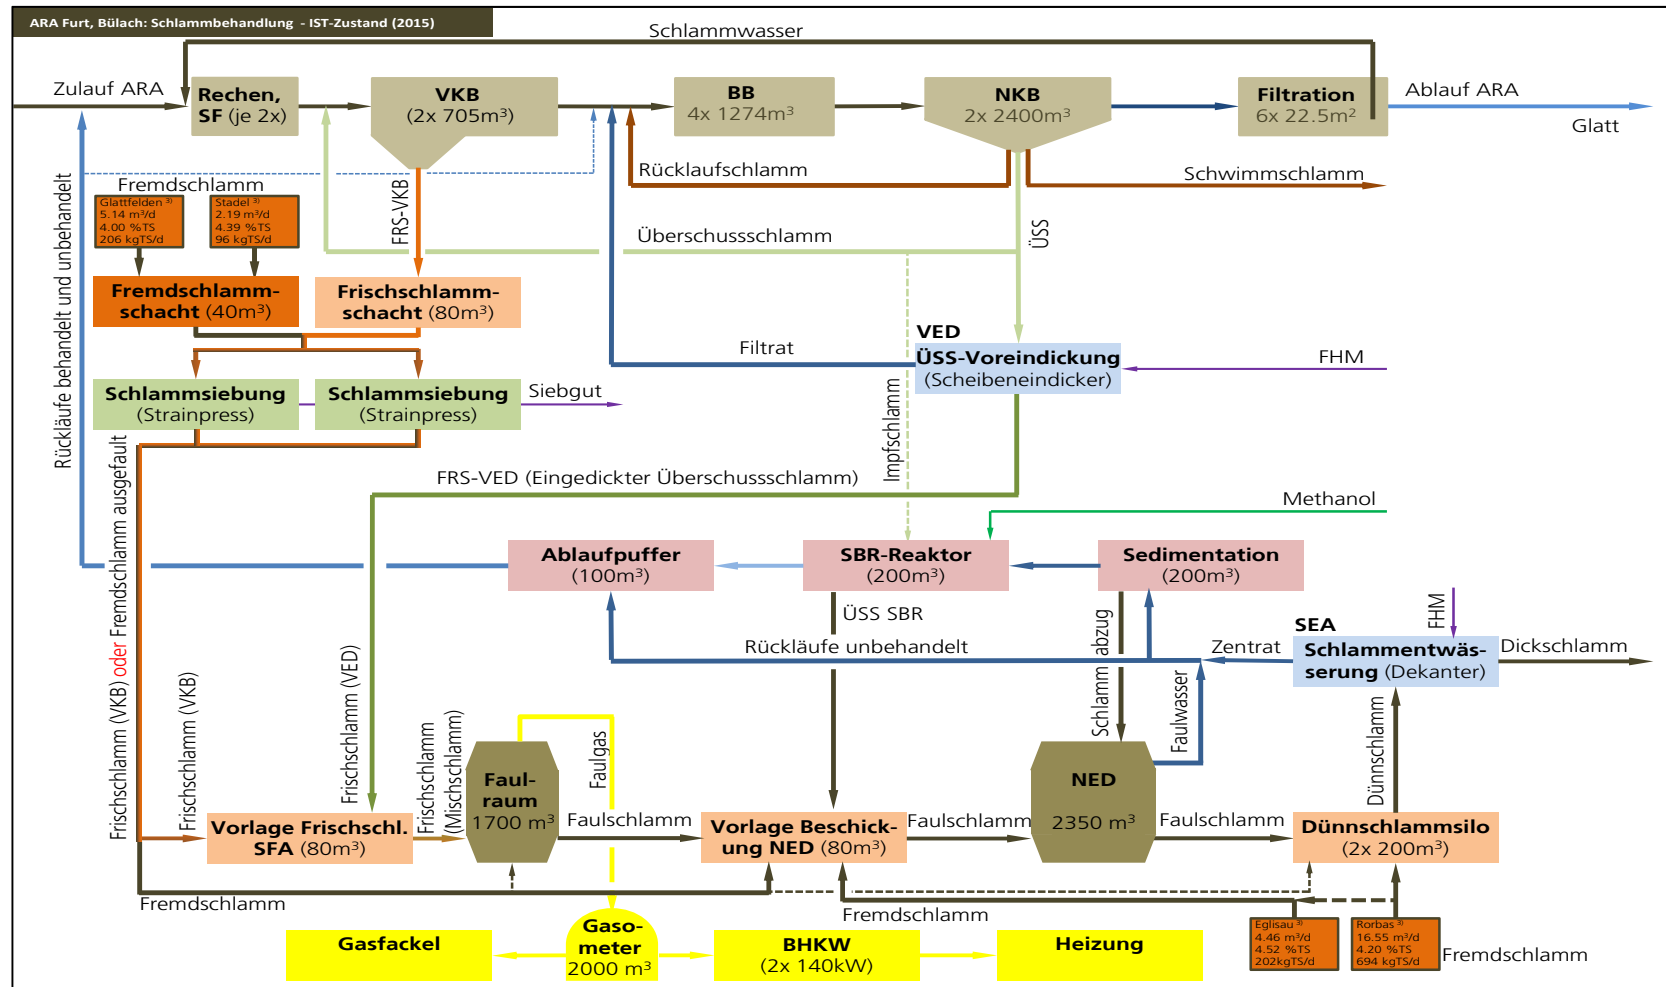 ARA Furt, Bülach: Schlammbehandlung - IST-Zustand (2015)
Schlammwasser
Zulauf ARA
Rechen,
SF (je 2x)
VKB
(2x 705m³)
BB
4x 1274m³
NKB
2x 2400m³
Filtration
6x 22.5m²
Ablauf ARA
Glatt
Rücklaufschlamm
Schwimmschlamm
Fremdschlamm
Glattfelden ³⁾
5.14 m³/d
4.00 %TS
206 kgTS/d
Stadel ³⁾
2.19 m³/d
4.39 %TS
96 kgTS/d
FRS-VKB
Überschussschlamm
ÜSS
Rückläufe behandelt und unbehandelt
Fremdschlamm-
schacht (40m³)
Frischschlamm-
schacht (80m³)
VED
ÜSS-Voreindickung
(Scheibeneindicker)
Filtrat
FHM
Schlammsiebung
(Strainpress)
Schlammsiebung
(Strainpress)
Siebgut
Impfschlamm
FRS-VED (Eingedickter Überschussschlamm)
Methanol
Frischschlamm (VKB) oder Fremdschlamm ausgefault
Ablaufpuffer
(100m³)
SBR-Reaktor
(200m³)
Sedimentation
(200m³)
ÜSS SBR
Schlamm abzug
FHM
SEA
Schlammentwäs-
serung (Dekanter)
Zentrat
Dickschlamm
Rückläufe unbehandelt
Faulwasser
Dünnschlamm
Frischschlamm (VKB)
Frischschlamm (VED)
Frischschlamm
(Mischschlamm)
Faulgas
Vorlage Frischschl.
SFA (80m³)
Faul-
raum
1700 m³
Faulschlamm
Vorlage Beschick-
ung NED (80m³)
Faulschlamm
NED
2350 m³
Faulschlamm
Dünnschlammsilo
(2x 200m³)
Fremdschlamm
Fremdschlamm
Gasfackel
Gaso-
meter
2000 m³
BHKW
(2x 140kW)
Heizung
Eglisau ³⁾
4.46 m³/d
4.52 %TS
202kgTS/d
Rorbas ³⁾
16.55 m³/d
4.20 %TS
694 kgTS/d
Fremdschlamm